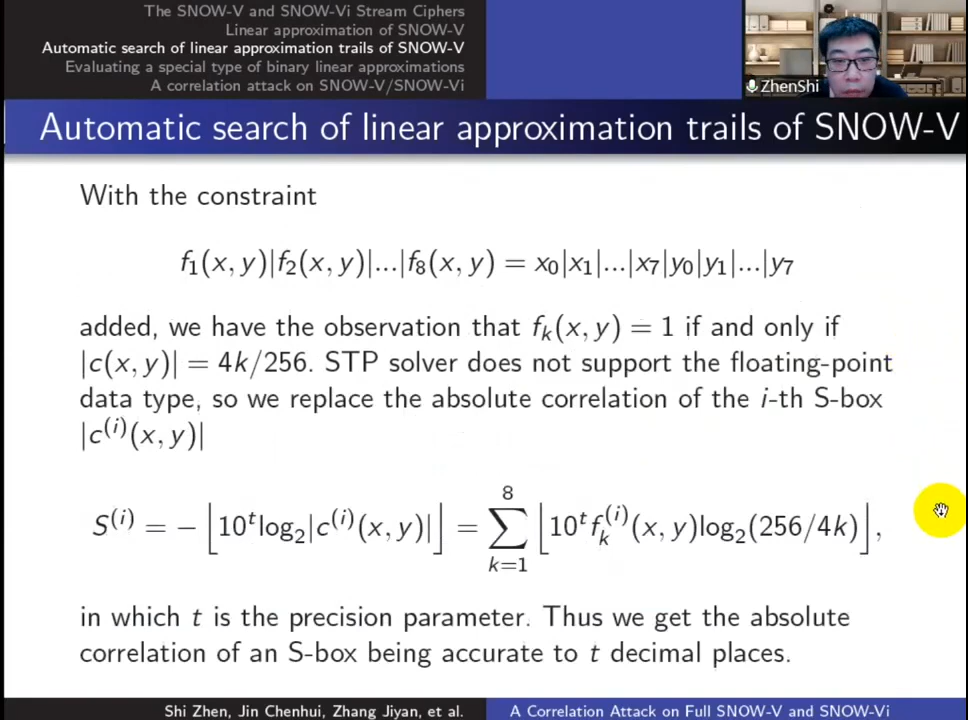 The SNOW-V and SNOW-Vi Stream Ciphers
Linear approximation of SNOW-V
Automatic search of linear approximation trails of SNOW-V
Evaluating a special type of binary linear approximations
A correlation attack on SNOW-V/SNOW-Vi
ZhenShi
Automatic search of linear approximation trails of SNOW-V
With the constraint
f₁(x, y)|f₂(x, y)|...|f₈(x, y) = x₀|x₁|...|x₇|y₀|y₁|...|y₇
added, we have the observation that fₖ(x, y) = 1 if and only if
|c(x, y)| = 4k/256. STP solver does not support the floating-point
data type, so we replace the absolute correlation of the i-th S-box
|c⁽ⁱ⁾(x, y)|
S⁽ⁱ⁾ = − ⌊10ᵗlog₂|c⁽ⁱ⁾(x, y)|⌋ = ∑_{k=1}^{8} ⌊10ᵗfₖ⁽ⁱ⁾(x, y)log₂(256/4k)⌋,
in which t is the precision parameter. Thus we get the absolute
correlation of an S-box being accurate to t decimal places.
Shi Zhen, Jin Chenhui, Zhang Jiyan, et al.
A Correlation Attack on Full SNOW-V and SNOW-Vi